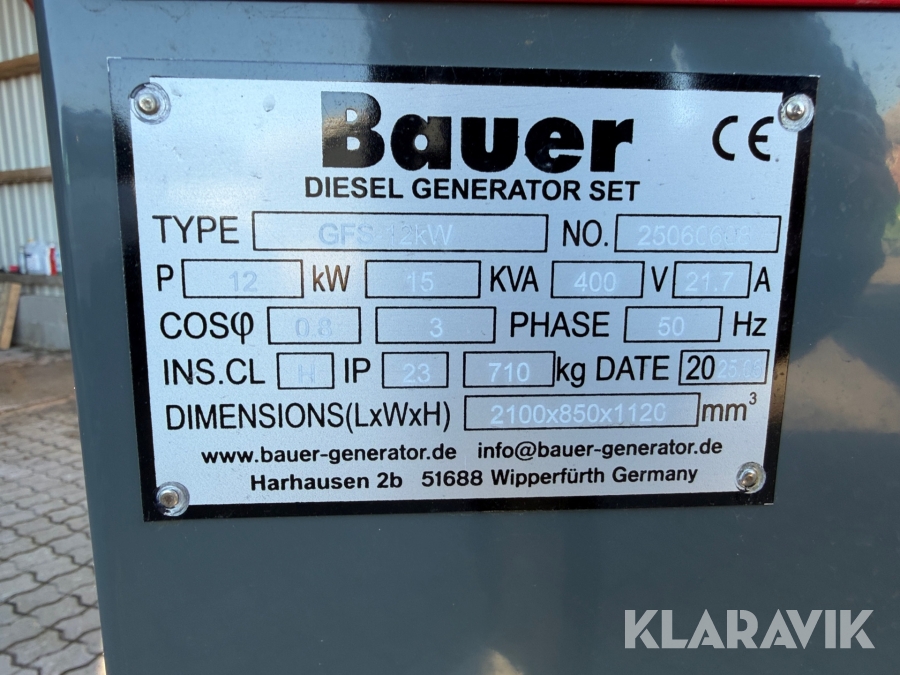 Bauer CE
DIESEL GENERATOR SET
TYPE GFS-12kW NO.
P 12 kW 15 KVA 400 V 21.7 A
COSφ 0.8 3 PHASE 50 Hz
INS.CL H IP 23 710 kg DATE 20
DIMENSIONS(LxWxH) 2100x850x1120 mm³
www.bauer-generator.de info@bauer-generator.de
Harhausen 2b 51688 Wipperfürth Germany
KLARAVIK